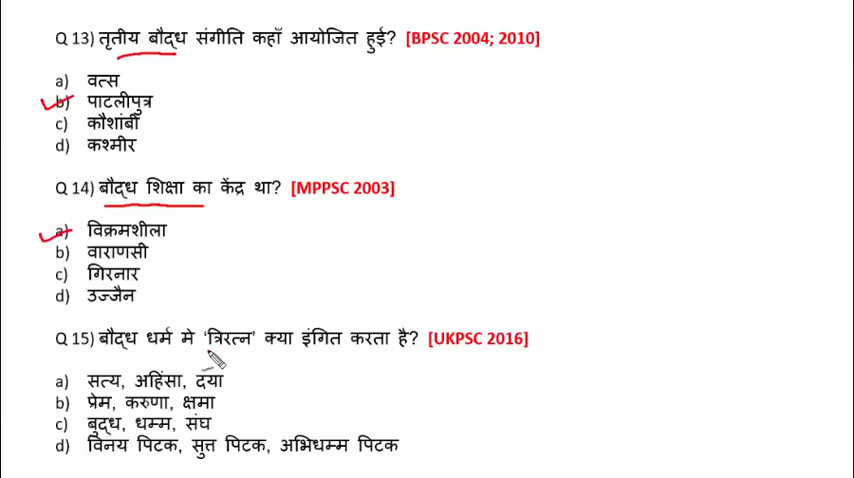 Q 13) तृतीय बौद्ध संगीति कहाँ आयोजित हुई? [BPSC 2004; 2010]
a) वत्स
b) पाटलीपुत्र
c) कौशांबी
d) कश्मीर
Q 14) बौद्ध शिक्षा का केंद्र था? [MPPSC 2003]
a) विक्रमशीला
b) वाराणसी
c) गिरनार
d) उज्जैन
Q 15) बौद्ध धर्म मे ‘त्रिरत्न’ क्या इंगित करता है? [UKPSC 2016]
a) सत्य, अहिंसा, दया
b) प्रेम, करुणा, क्षमा
c) बुद्ध, धम्म, संघ
d) विनय पिटक, सुत्त पिटक, अभिधम्म पिटक